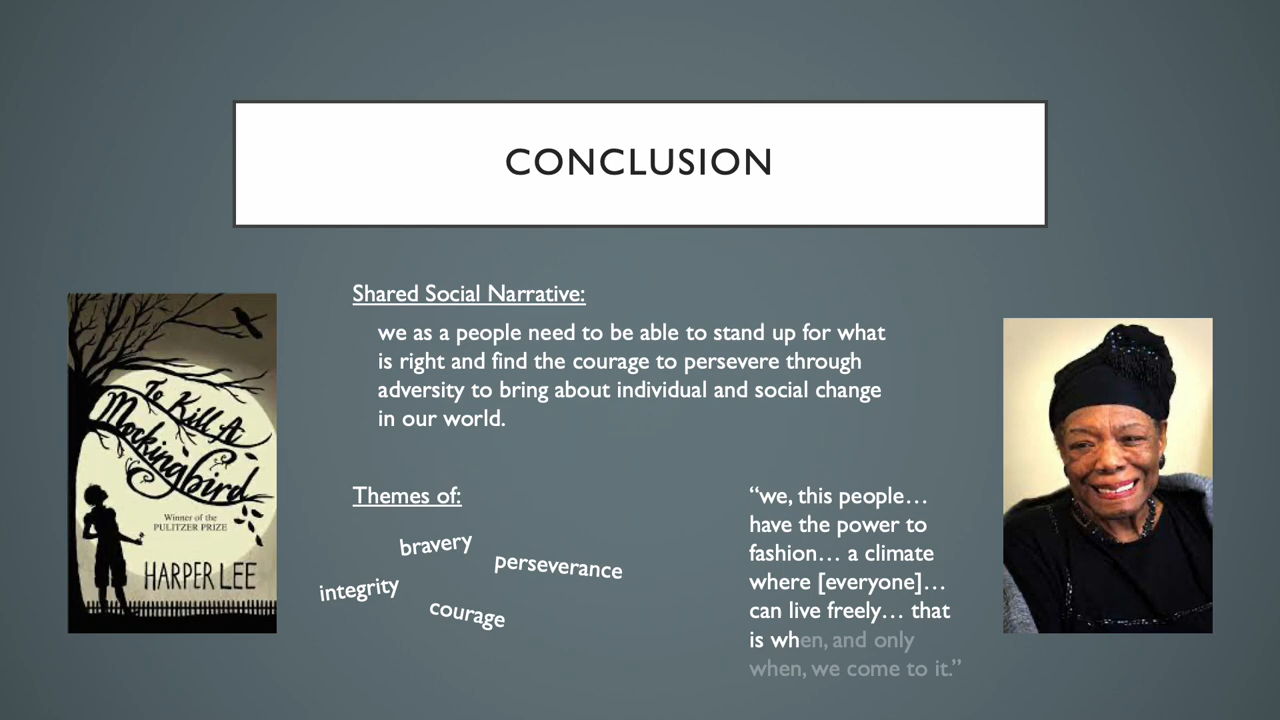 CONCLUSION
Shared Social Narrative:
we as a people need to be able to stand up for what
is right and find the courage to persevere through
adversity to bring about individual and social change
in our world.
To Kill A
Mockingbird
Winner of the
PULITZER PRIZE
HARPER LEE
Themes of:
bravery
perseverance
integrity
courage
“we, this people…
have the power to
fashion… a climate
where [everyone]…
can live freely… that
is when, and only
when, we come to it.”